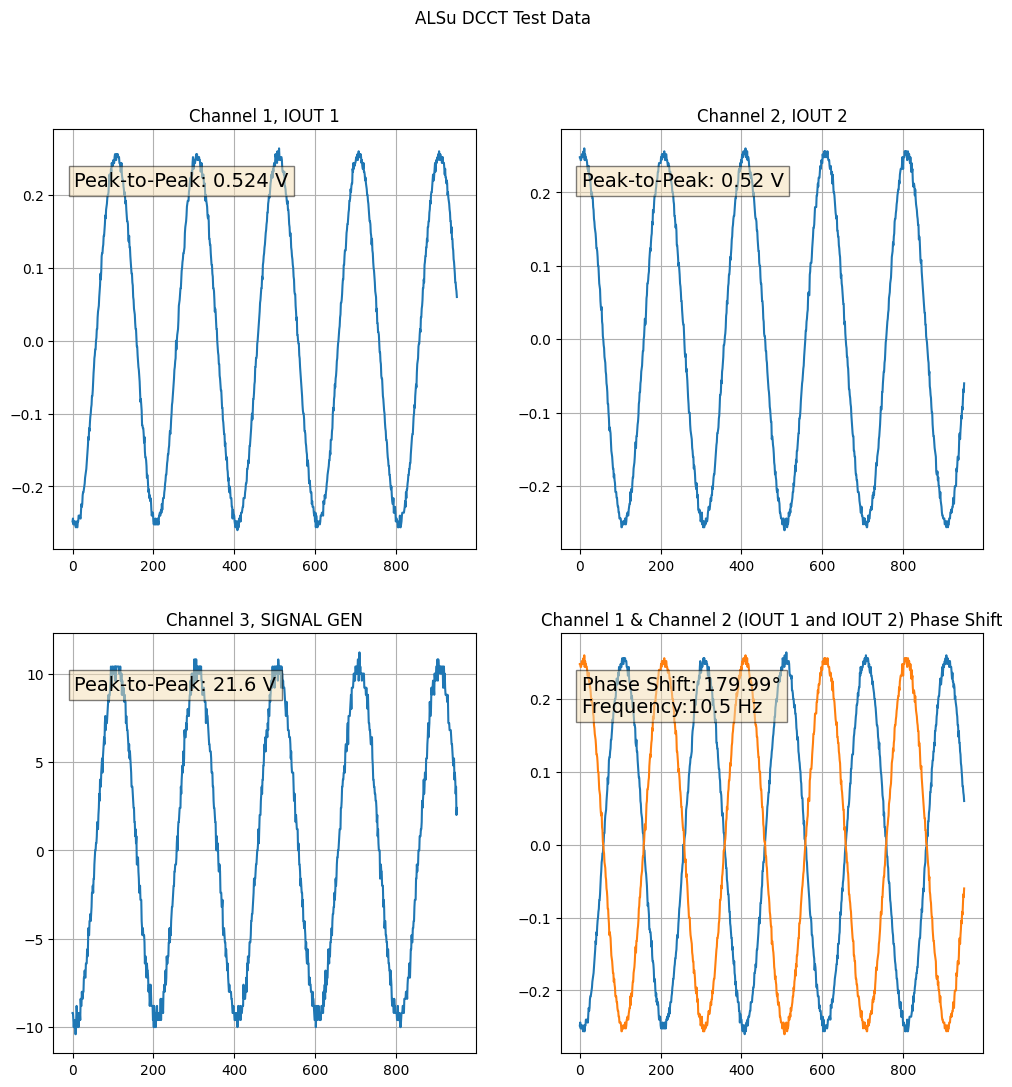 ALSu DCCT Test Data
Channel 1, IOUT 1
Peak-to-Peak: 0.524 V
0.2
0.1
0.0
−0.1
−0.2
0 200 400 600 800
Channel 2, IOUT 2
Peak-to-Peak: 0.52 V
0.2
0.1
0.0
−0.1
−0.2
0 200 400 600 800
Channel 3, SIGNAL GEN
Peak-to-Peak: 21.6 V
10
5
0
−5
−10
0 200 400 600 800
Channel 1 & Channel 2 (IOUT 1 and IOUT 2) Phase Shift
Phase Shift: 179.99°
Frequency:10.5 Hz
0.2
0.1
0.0
−0.1
−0.2
0 200 400 600 800